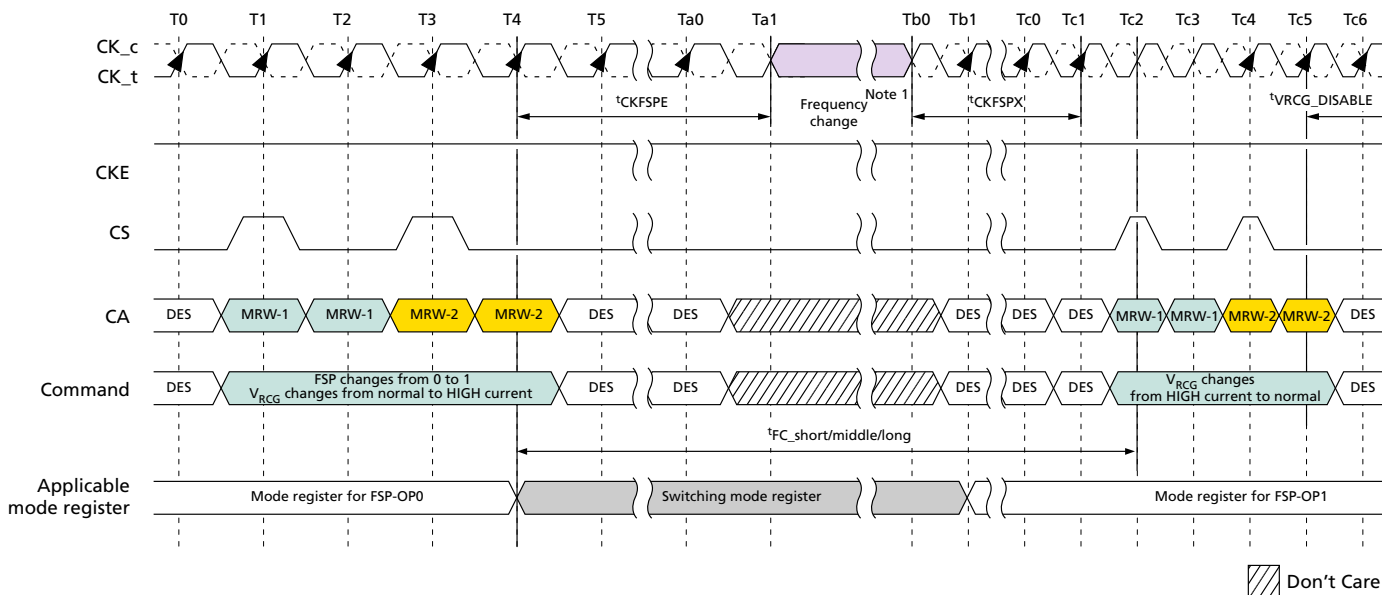 T0 T1 T2 T3 T4 T5 Ta0 Ta1 Tb0 Tb1 Tc0 Tc1 Tc2 Tc3 Tc4 Tc5 Tc6
CK_c
CK_t
tCKFSPE
Frequency
change
Note 1
tCKFSPX
tVRCG_DISABLE
CKE
CS
CA
DES MRW-1 MRW-1 MRW-2 MRW-2 DES DES DES DES DES MRW-1 MRW-1 MRW-2 MRW-2 DES
Command
DES
FSP changes from 0 to 1
VRCG changes from normal to HIGH current
DES DES DES DES DES
VRCG changes
from HIGH current to normal
DES
tFC_short/middle/long
Applicable
mode register
Mode register for FSP-OP0
Switching mode register
Mode register for FSP-OP1
Don't Care